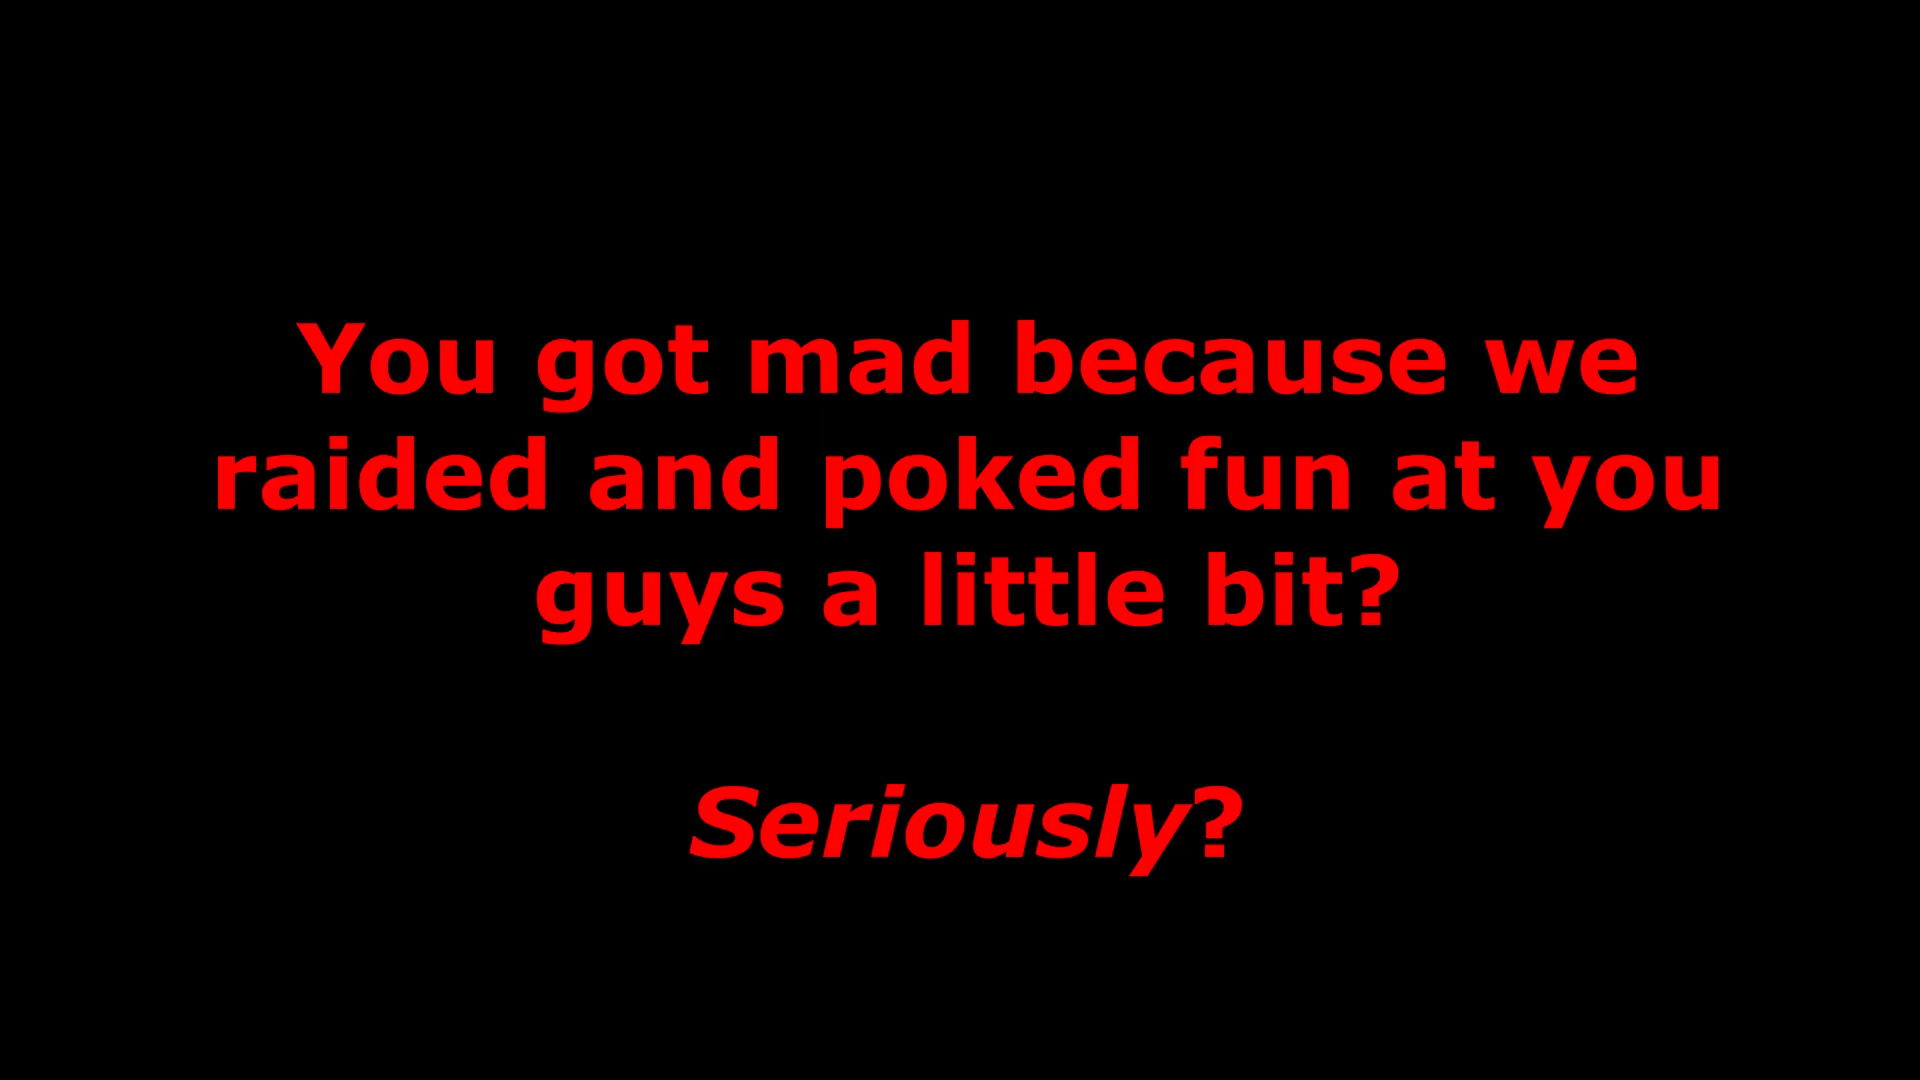 You got mad because we
raided and poked fun at you
guys a little bit?
Seriously?